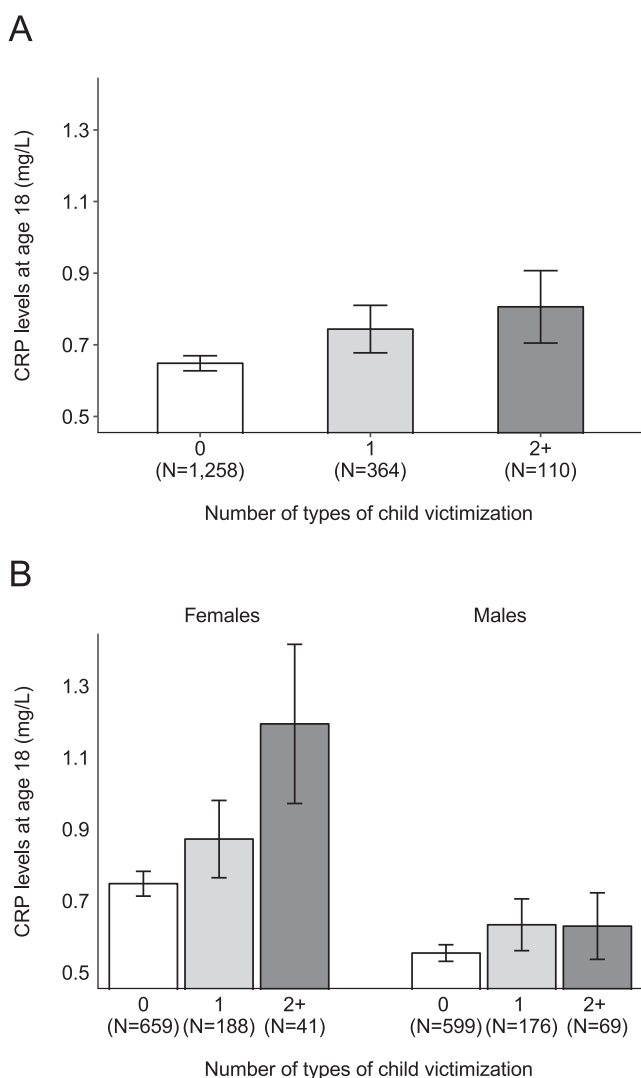 A
CRP levels at age 18 (mg/L)
1.3
1.1
0.9
0.7
0.5
0 1 2+
(N=1,258) (N=364) (N=110)
Number of types of child victimization
B
Females Males
CRP levels at age 18 (mg/L)
1.3
1.1
0.9
0.7
0.5
0 1 2+ 0 1 2+
(N=659) (N=188) (N=41) (N=599) (N=176) (N=69)
Number of types of child victimization